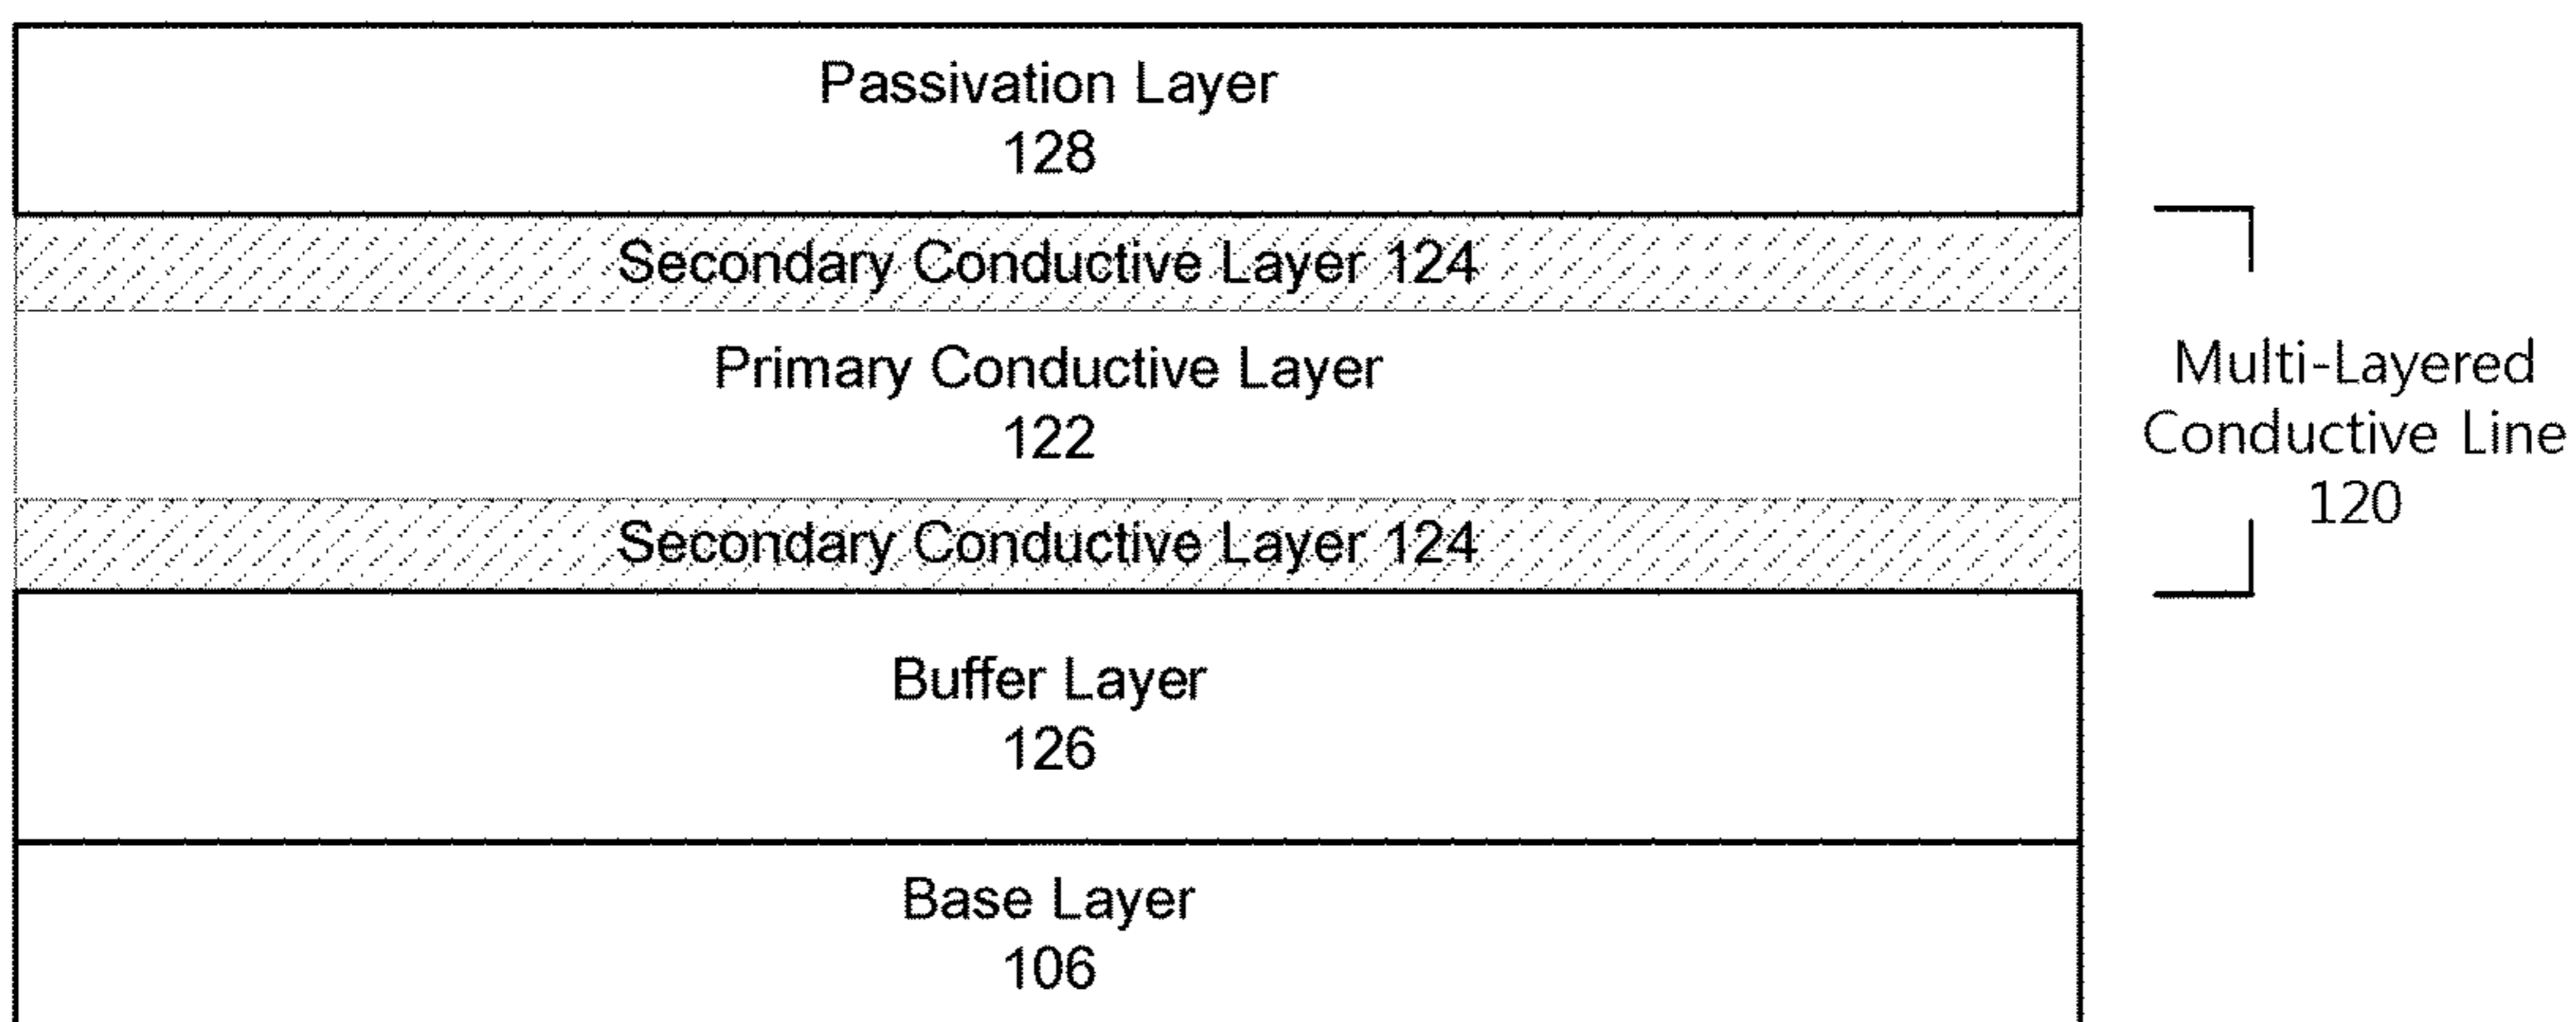 Passivation Layer
128
Secondary Conductive Layer 124
Primary Conductive Layer
122
Secondary Conductive Layer 124
Buffer Layer
126
Base Layer
106
Multi-Layered
Conductive Line
120